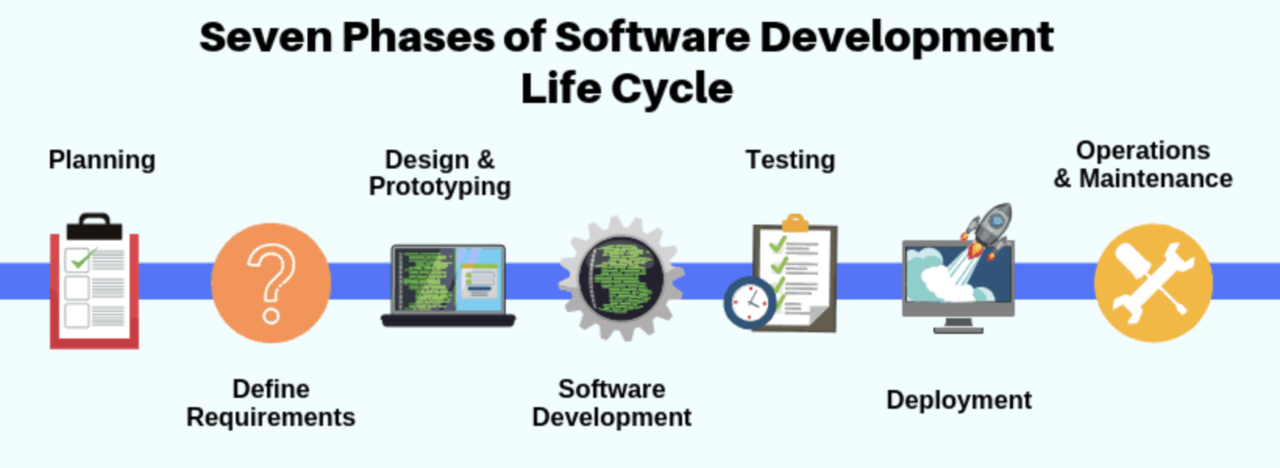 Seven Phases of Software Development
Life Cycle
Planning
Define
Requirements
Design &
Prototyping
Software
Development
Testing
Deployment
Operations
& Maintenance